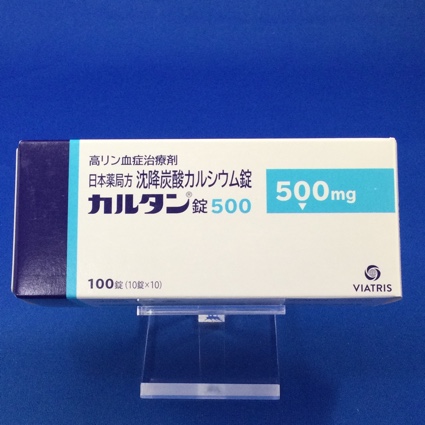 高リン血症治療剤
日本薬局方 沈降炭酸カルシウム錠
カルタン®錠500
500mg
100錠(10錠×10)
VIATRIS